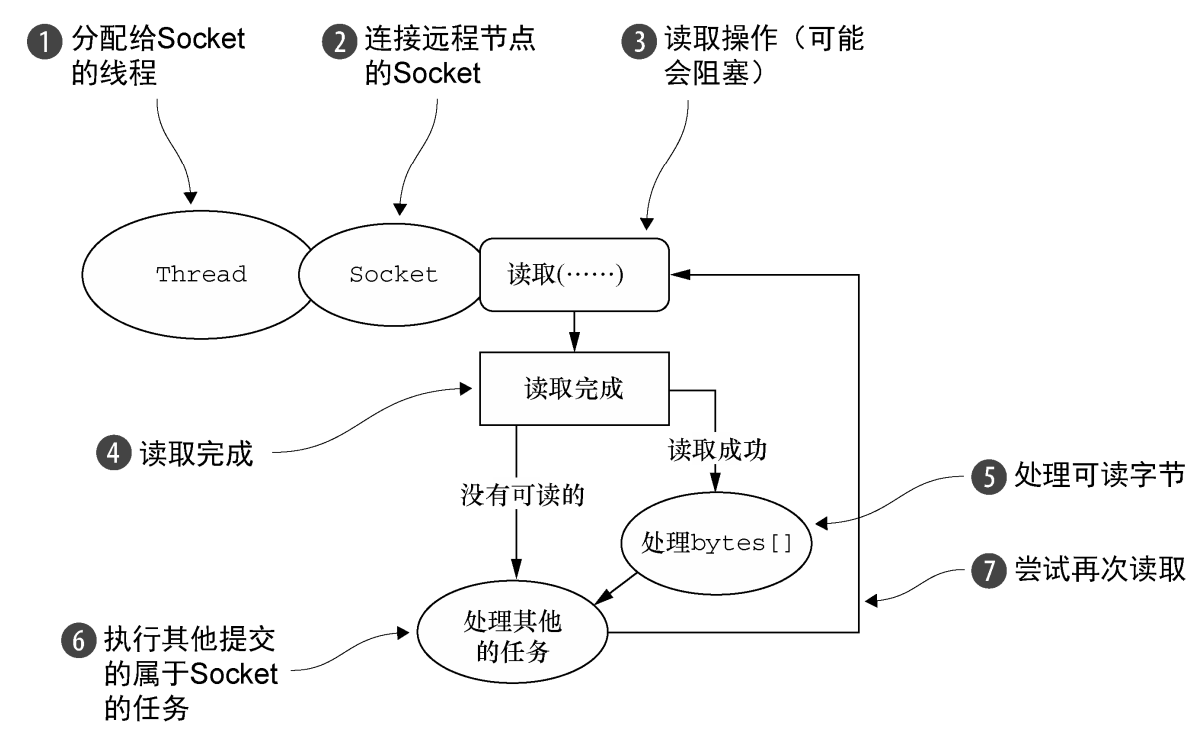 1 分配给Socket
的线程
2 连接远程节点
的Socket
3 读取操作（可能
会阻塞）
Thread
Socket
读取(……)
读取完成
4 读取完成
读取成功
没有可读的
5 处理可读字节
处理bytes[]
7 尝试再次读取
处理其他
的任务
6 执行其他提交
的属于Socket
的任务